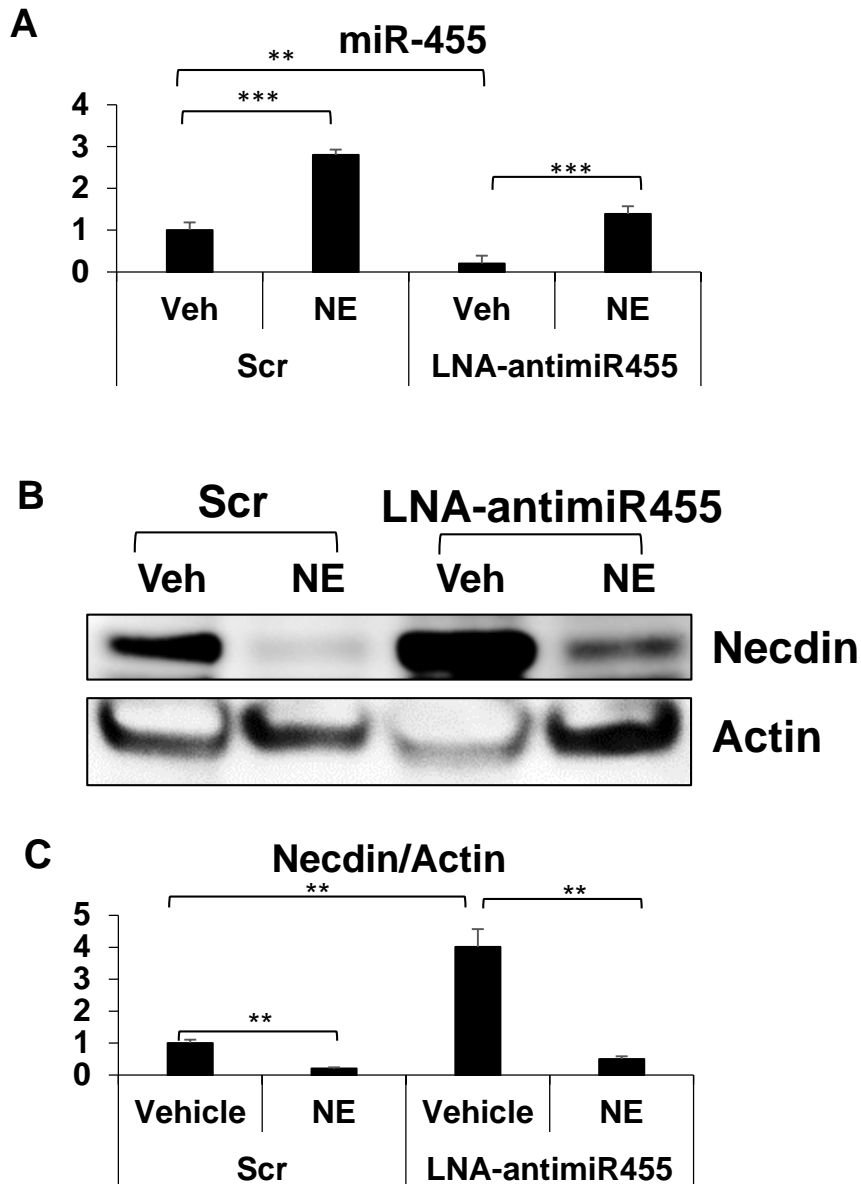 A
miR-455
**
***
***
4
3
2
1
0
Veh NE Veh NE
Scr LNA-antimiR455
B
Scr LNA-antimiR455
Veh NE Veh NE
Necdin
Actin
C
Necdin/Actin
** **
**
5
4
3
2
1
0
Vehicle NE Vehicle NE
Scr LNA-antimiR455